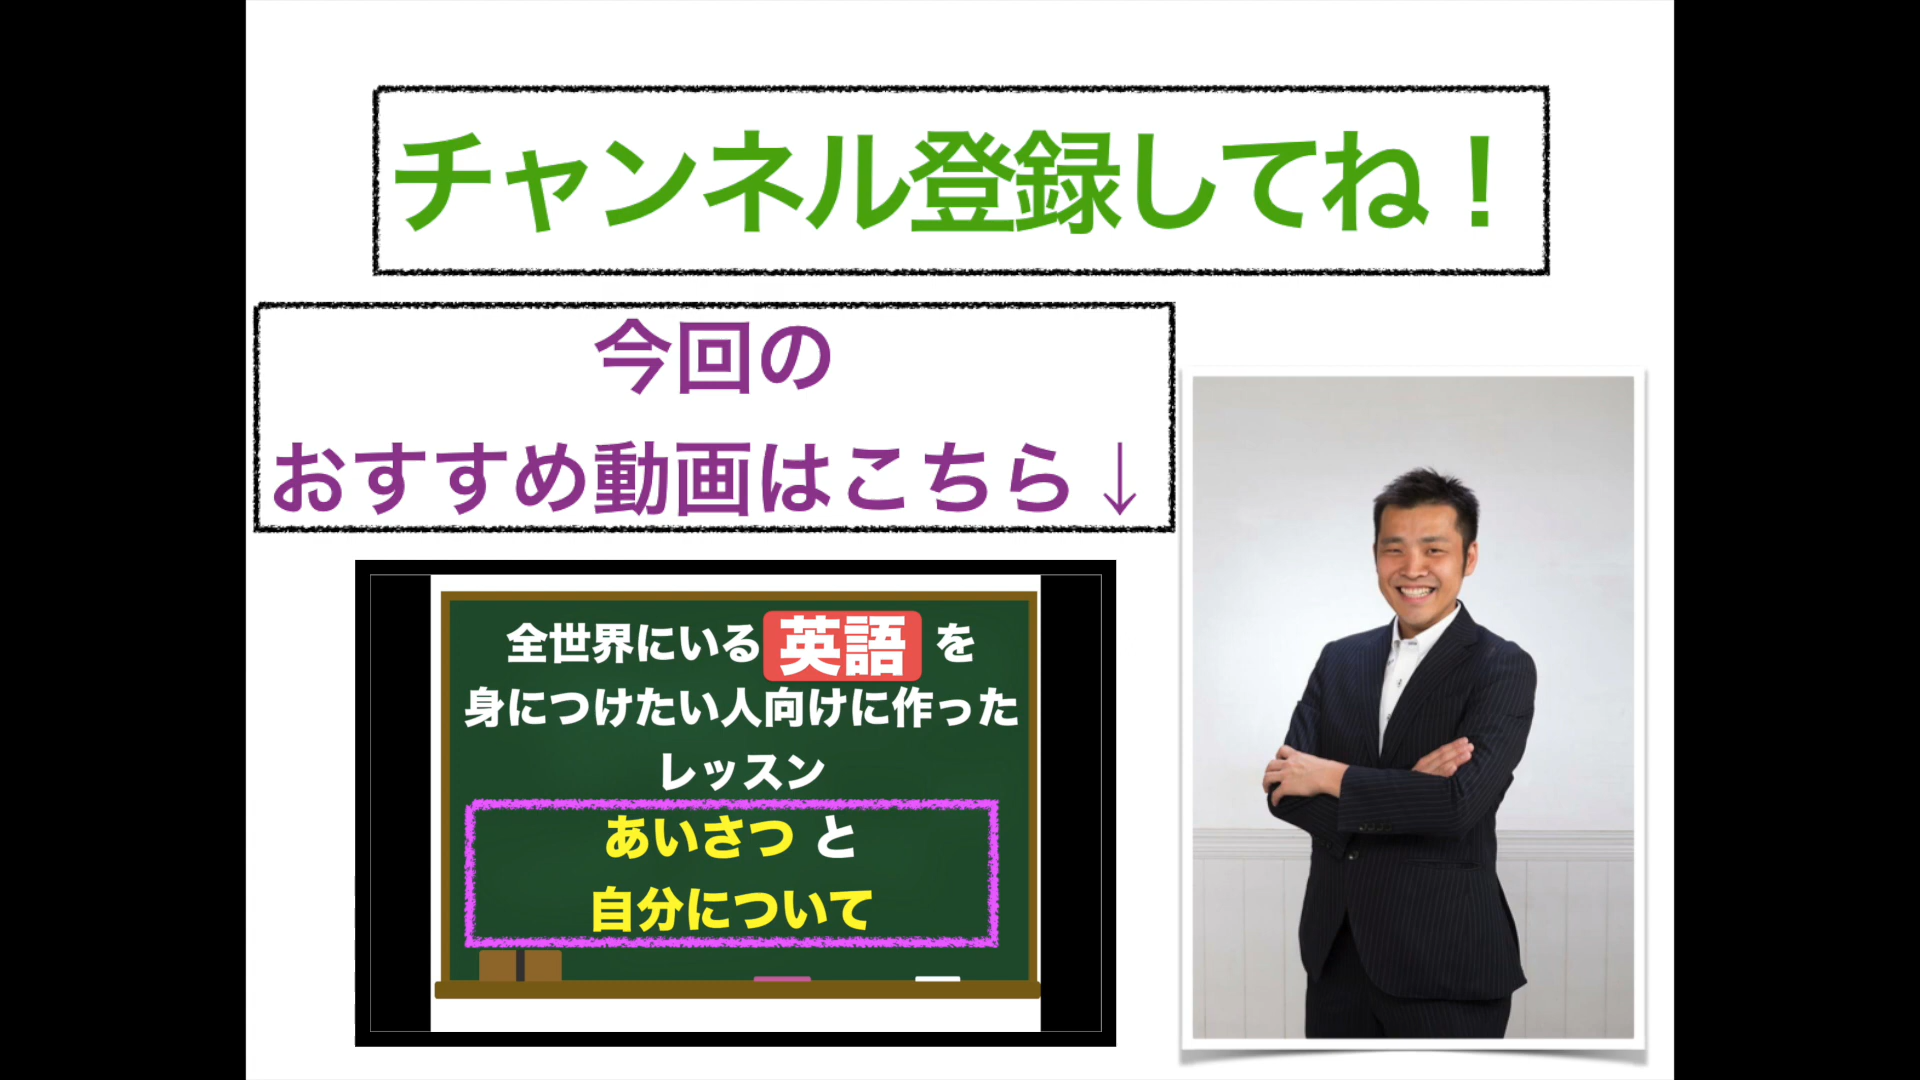 チャンネル登録してね！
今回の
おすすめ動画はこちら↓
全世界にいる英語を
身につけたい人向けに作った
レッスン
あいさつと
自分について